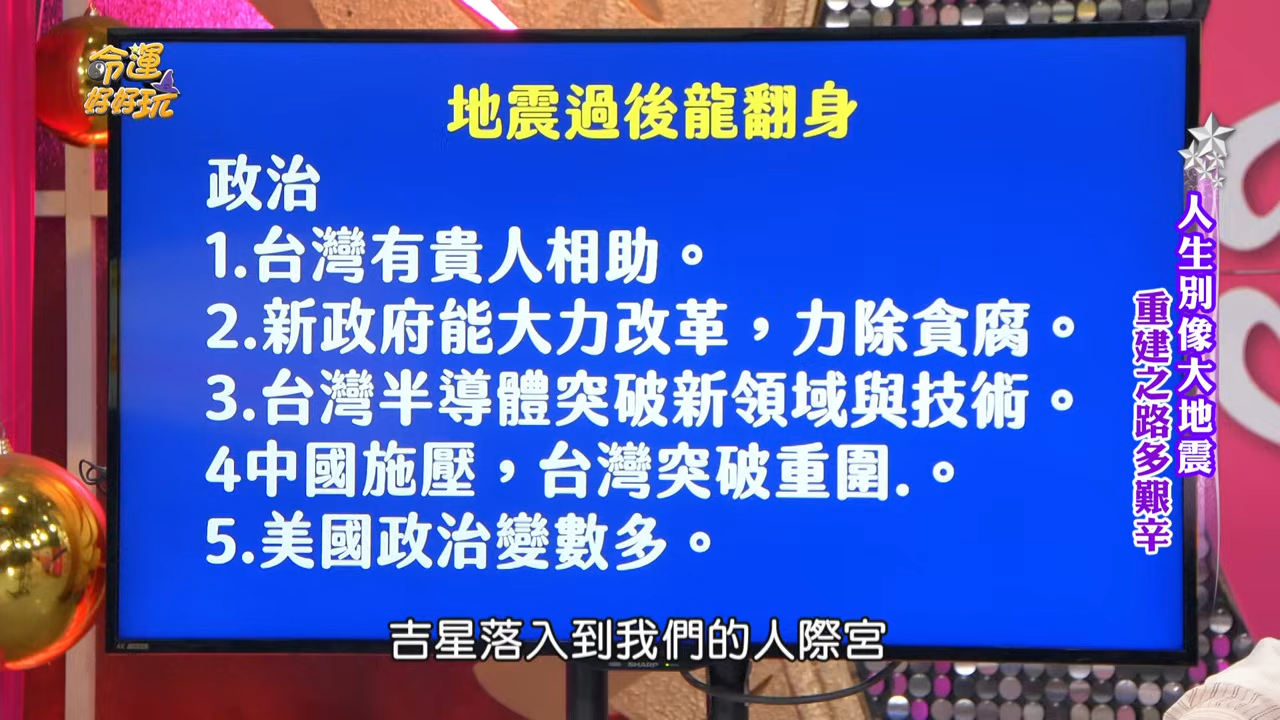 命運
好好玩
地震過後龍翻身
政治
1.台灣有貴人相助。
2.新政府能大力改革，力除貪腐。
3.台灣半導體突破新領域與技術。
4中國施壓，台灣突破重圍.。
5.美國政治變數多。
人生別像大地震
重建之路多艱辛
吉星落入到我們的人際宮
SHARP